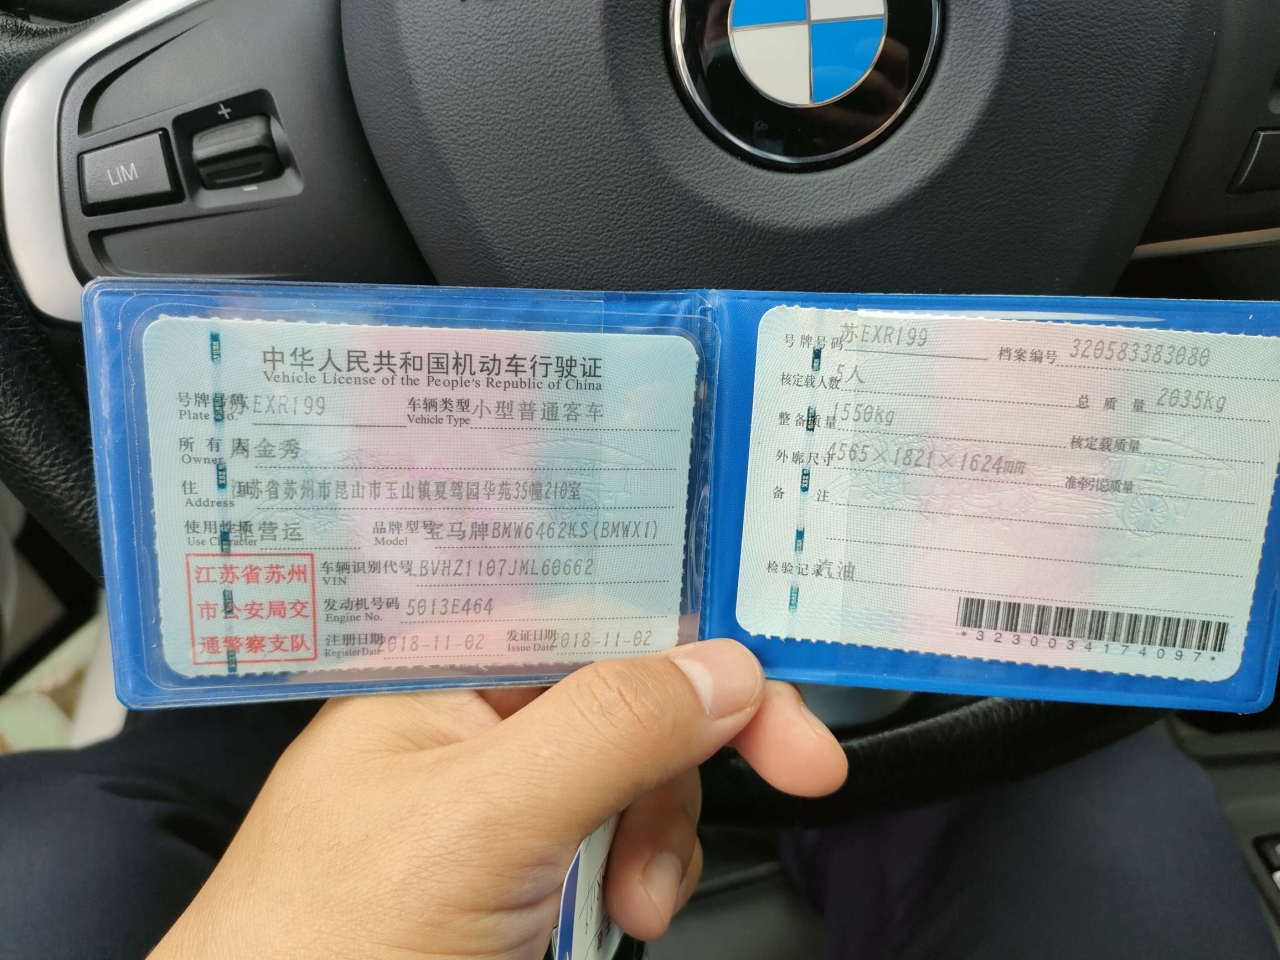 LIM
+
−
中华人民共和国机动车行驶证
Vehicle License of the People's Republic of China
号牌号码 苏EXR199 车辆类型 小型普通客车
Plate No. Vehicle Type
所有人 周金秀
Owner
住址 江苏省苏州市昆山市玉山镇夏驾园华苑35幢210室
Address
使用性质 非营运 品牌型号 宝马牌BMW6462KS(BMWX1)
Use Character Model
江苏省苏州
市公安局交
通警察支队
车辆识别代号 LBVHZ1107JML60662
VIN
发动机号码 5013E464
Engine No.
注册日期 2018-11-02 发证日期 2018-11-02
Register Date Issue Date
号牌号码 苏EXR199 档案编号 320583383080
核定载人数 5人 总质量 2035kg
整备质量 1550kg 核定载质量
外廓尺寸 4565×1821×1624mm 准牵引总质量
备注
检验记录 汽油
*3230034174097*